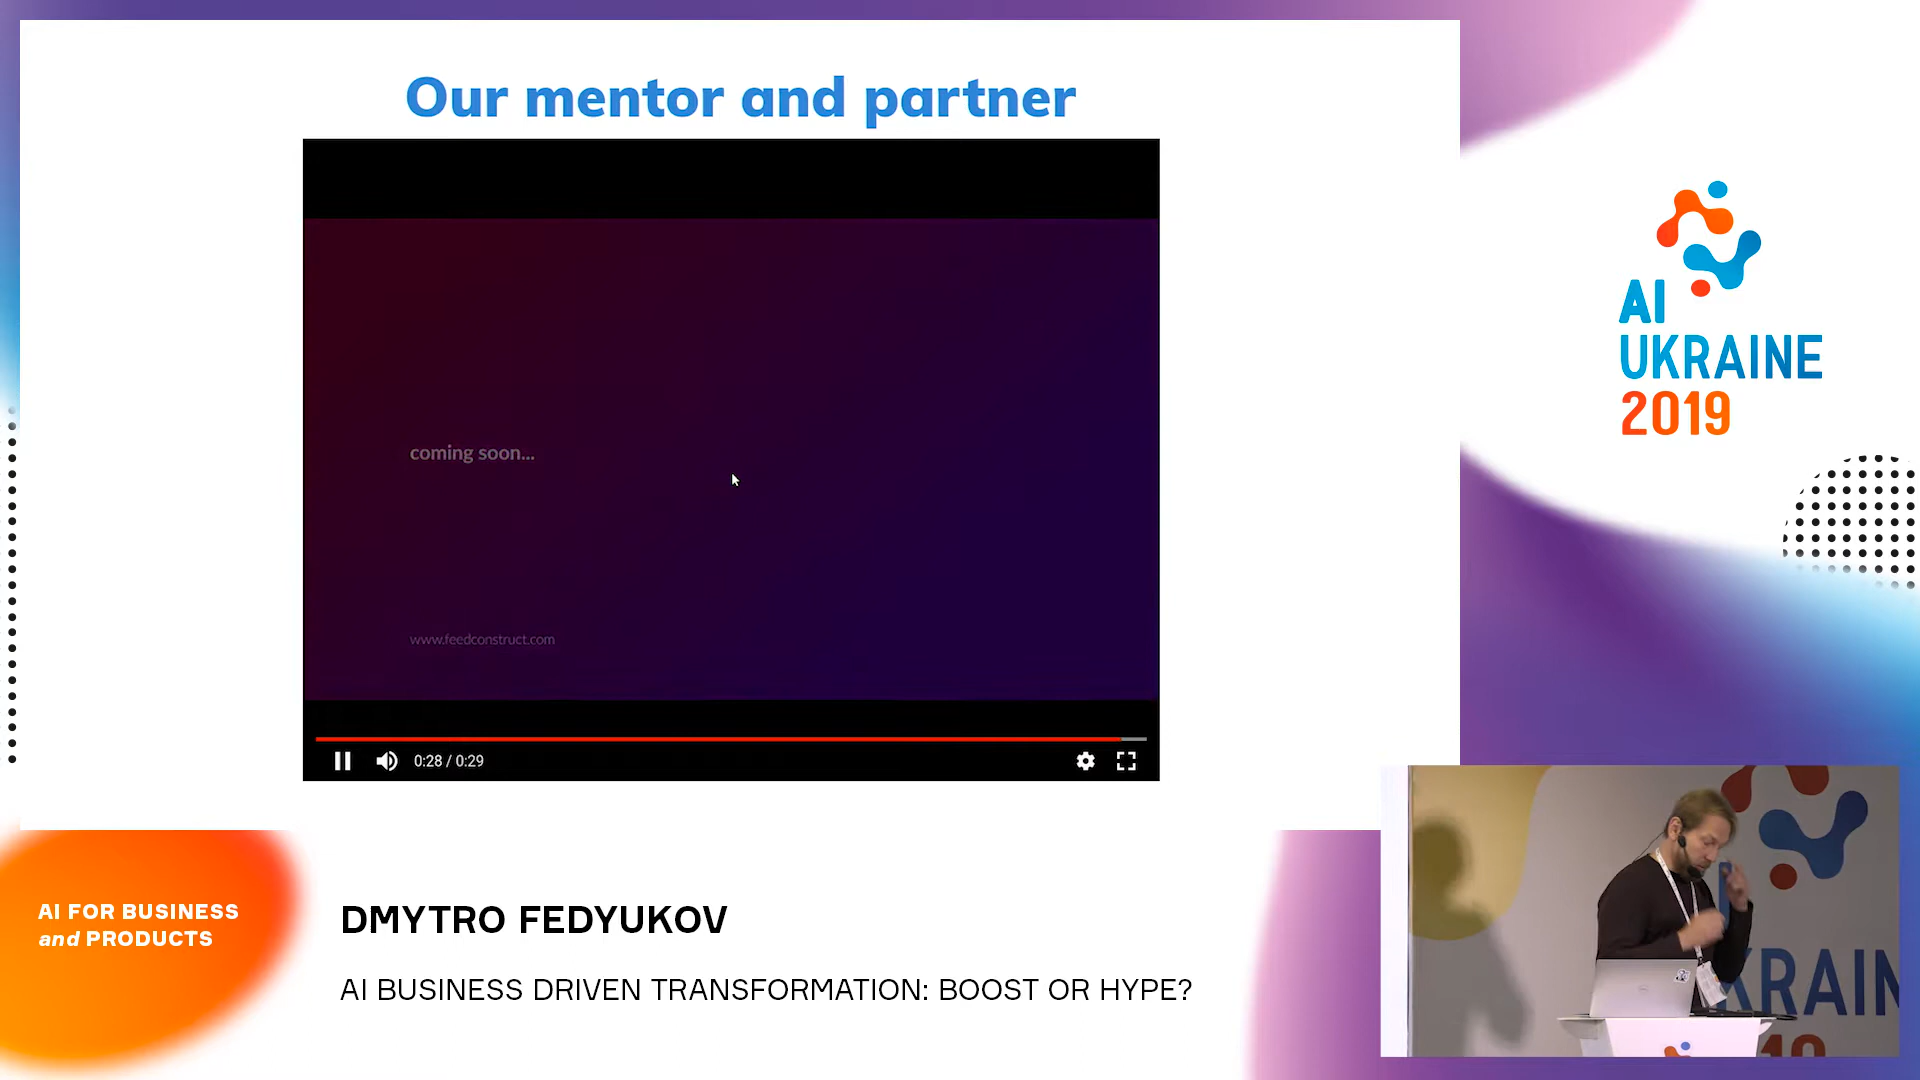 Our mentor and partner
coming soon...
www.feedconstruct.com
0:28 / 0:29
AI
UKRAINE
2019
AI FOR BUSINESS
and PRODUCTS
DMYTRO FEDYUKOV
AI BUSINESS DRIVEN TRANSFORMATION: BOOST OR HYPE?
KRAIN
19